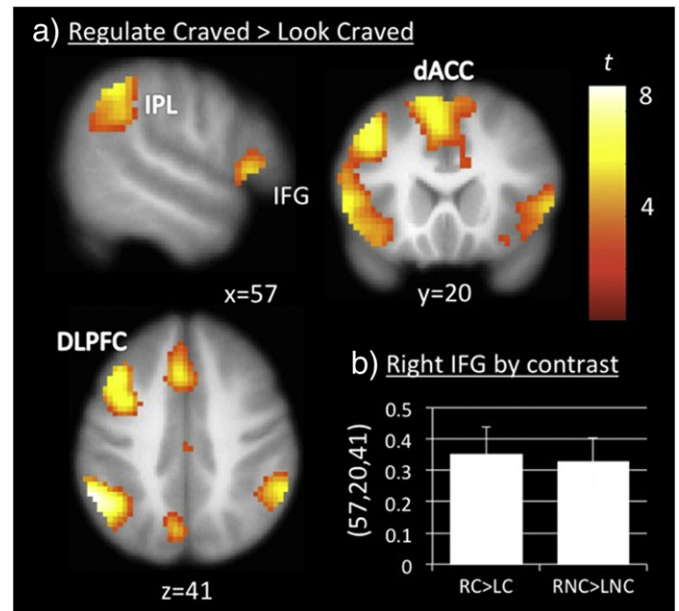 a) Regulate Craved > Look Craved
IPL
IFG
x=57
dACC
y=20
t
8
4
DLPFC
z=41
b) Right IFG by contrast
(57,20,41)
0.5
0.4
0.3
0.2
0.1
0
RC>LC
RNC>LNC